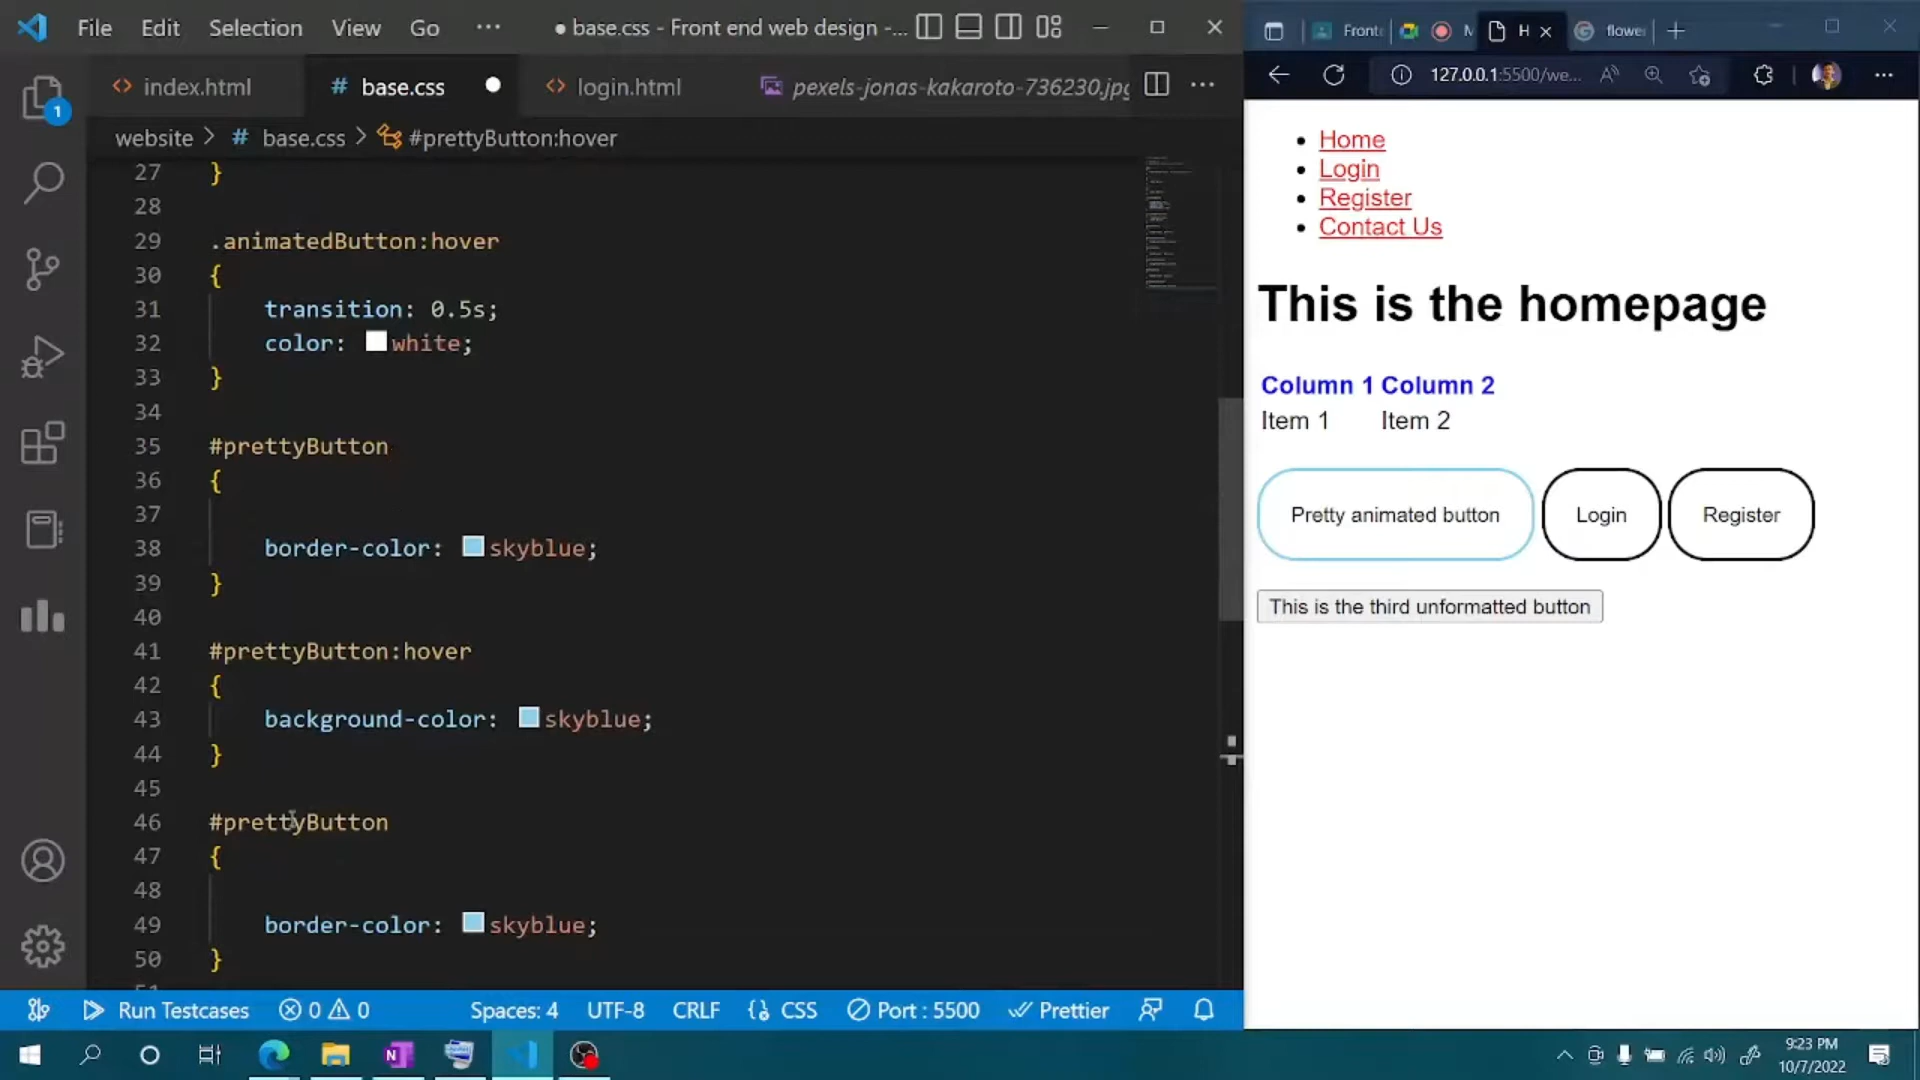 File Edit Selection View Go ··· ● base.css - Front end web design -...
index.html # base.css ● login.html pexels-jonas-kakaroto-736230.jpg
website > # base.css > #prettyButton:hover
1
27 }
28
29 .animatedButton:hover
30 {
31 transition: 0.5s;
32 color: white;
33 }
34
35 #prettyButton
36 {
37
38 border-color: skyblue;
39 }
40
41 #prettyButton:hover
42 {
43 background-color: skyblue;
44 }
45
46 #prettyButton
47 {
48
49 border-color: skyblue;
50 }
Run Testcases 0 0 Spaces: 4 UTF-8 CRLF CSS Port : 5500 Prettier
Front M H flower
127.0.0.1:5500/we...
Home
Login
Register
Contact Us
This is the homepage
Column 1 Column 2
Item 1 Item 2
Pretty animated button Login Register
This is the third unformatted button
9:23 PM
10/7/2022